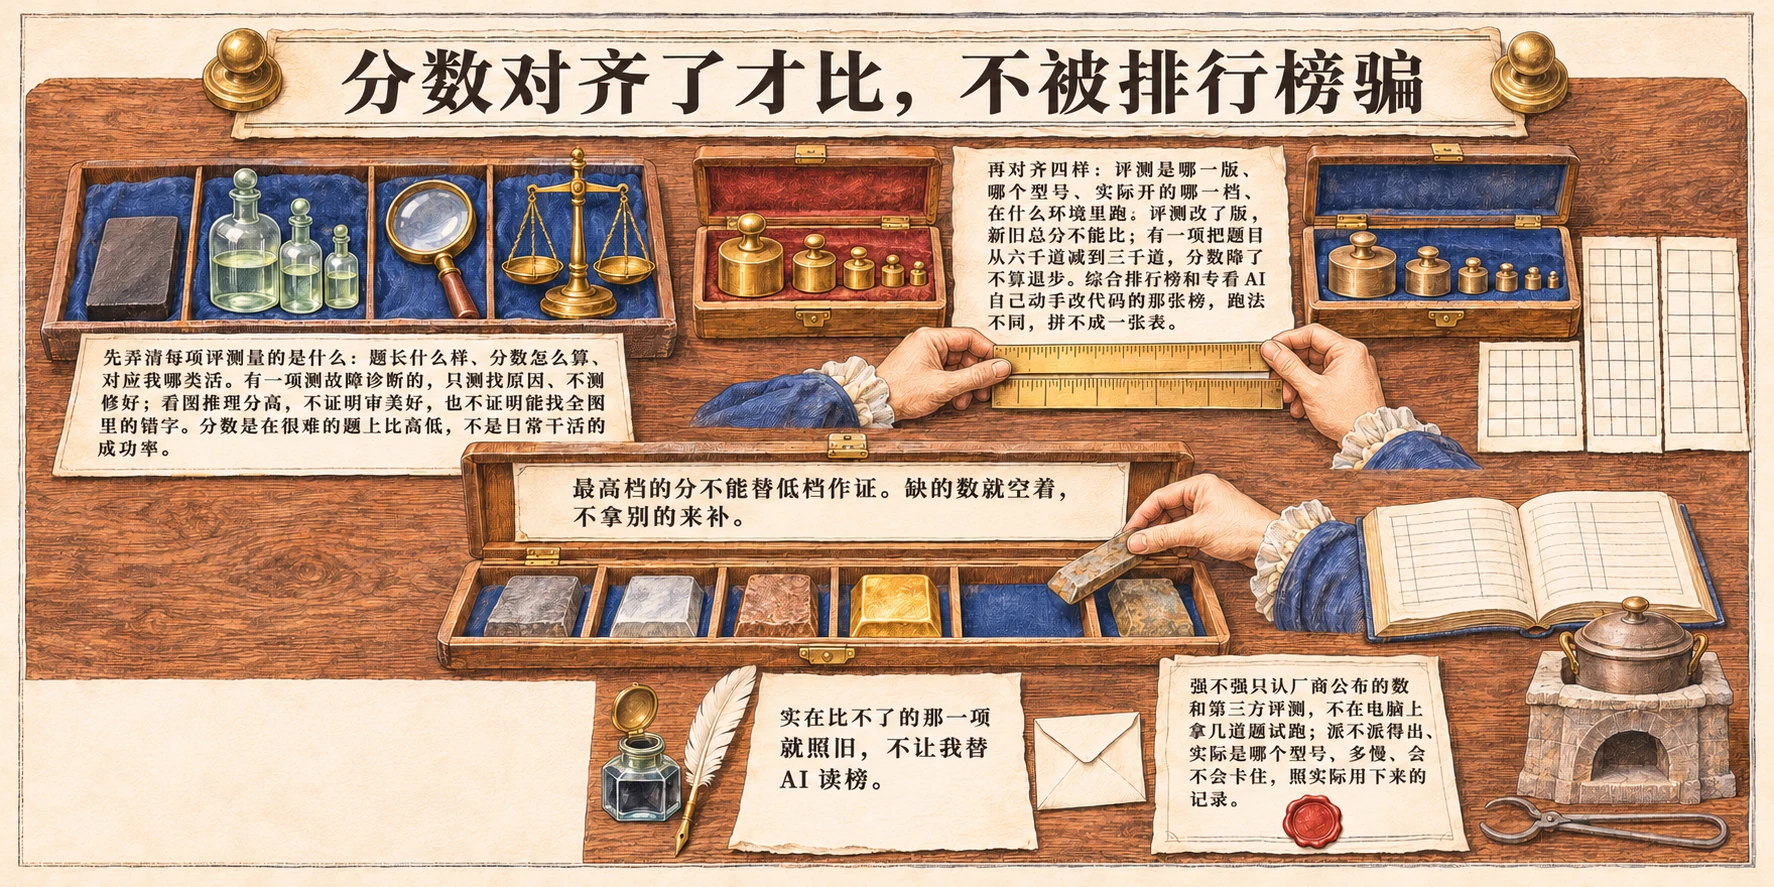 分数对齐了才比，不被排行榜骗
先弄清每项评测量的是什么：题长什么样、分数怎么算、
对应我哪类活。有一项测故障诊断的，只测找原因、不测
修好；看图推理分高，不证明审美好，也不证明能找全图
里的错字。分数是在很难的题上比高低，不是日常干活的
成功率。
再对齐四样：评测是哪一版、
哪个型号、实际开的哪一档、
在什么环境里跑。评测改了版，
新旧总分不能比；有一项把题目
从六千道减到三千道，分数降了
不算退步。综合排行榜和专看 AI
自己动手改代码的那张榜，跑法
不同，拼不成一张表。
最高档的分不能替低档作证。缺的数就空着，
不拿别的来补。
实在比不了的那一项
就照旧，不让我替
AI 读榜。
强不强只认厂商公布的数
和第三方评测，不在电脑上
拿几道题试跑；派不派得出、
实际是哪个型号、多慢、会
不会卡住，照实际用下来的
记录。